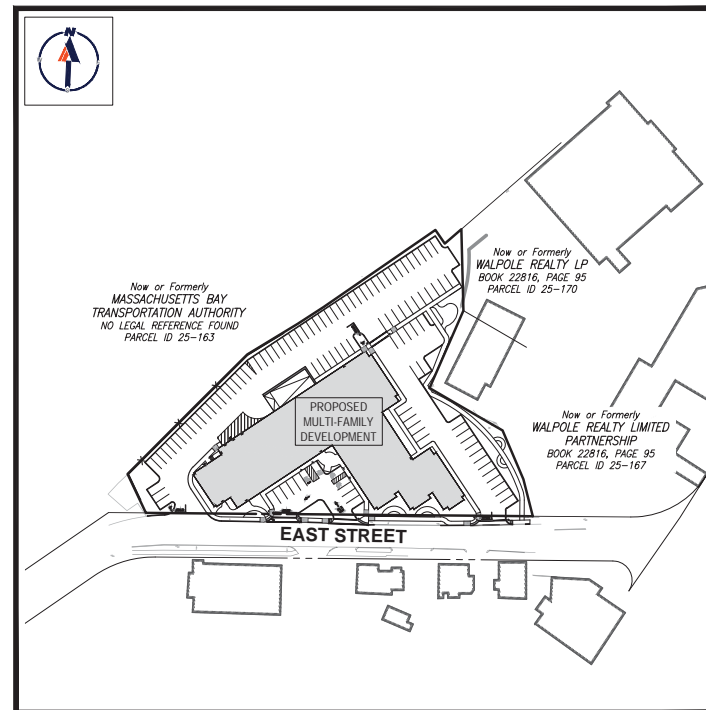 N
Now or Formerly
WALPOLE REALTY LP
BOOK 22816, PAGE 95
PARCEL ID 25-170
Now or Formerly
MASSACHUSETTS BAY
TRANSPORTATION AUTHORITY
NO LEGAL REFERENCE FOUND
PARCEL ID 25-163
PROPOSED
MULTI-FAMILY
DEVELOPMENT
Now or Formerly
WALPOLE REALTY LIMITED
PARTNERSHIP
BOOK 22816, PAGE 95
PARCEL ID 25-167
EAST STREET